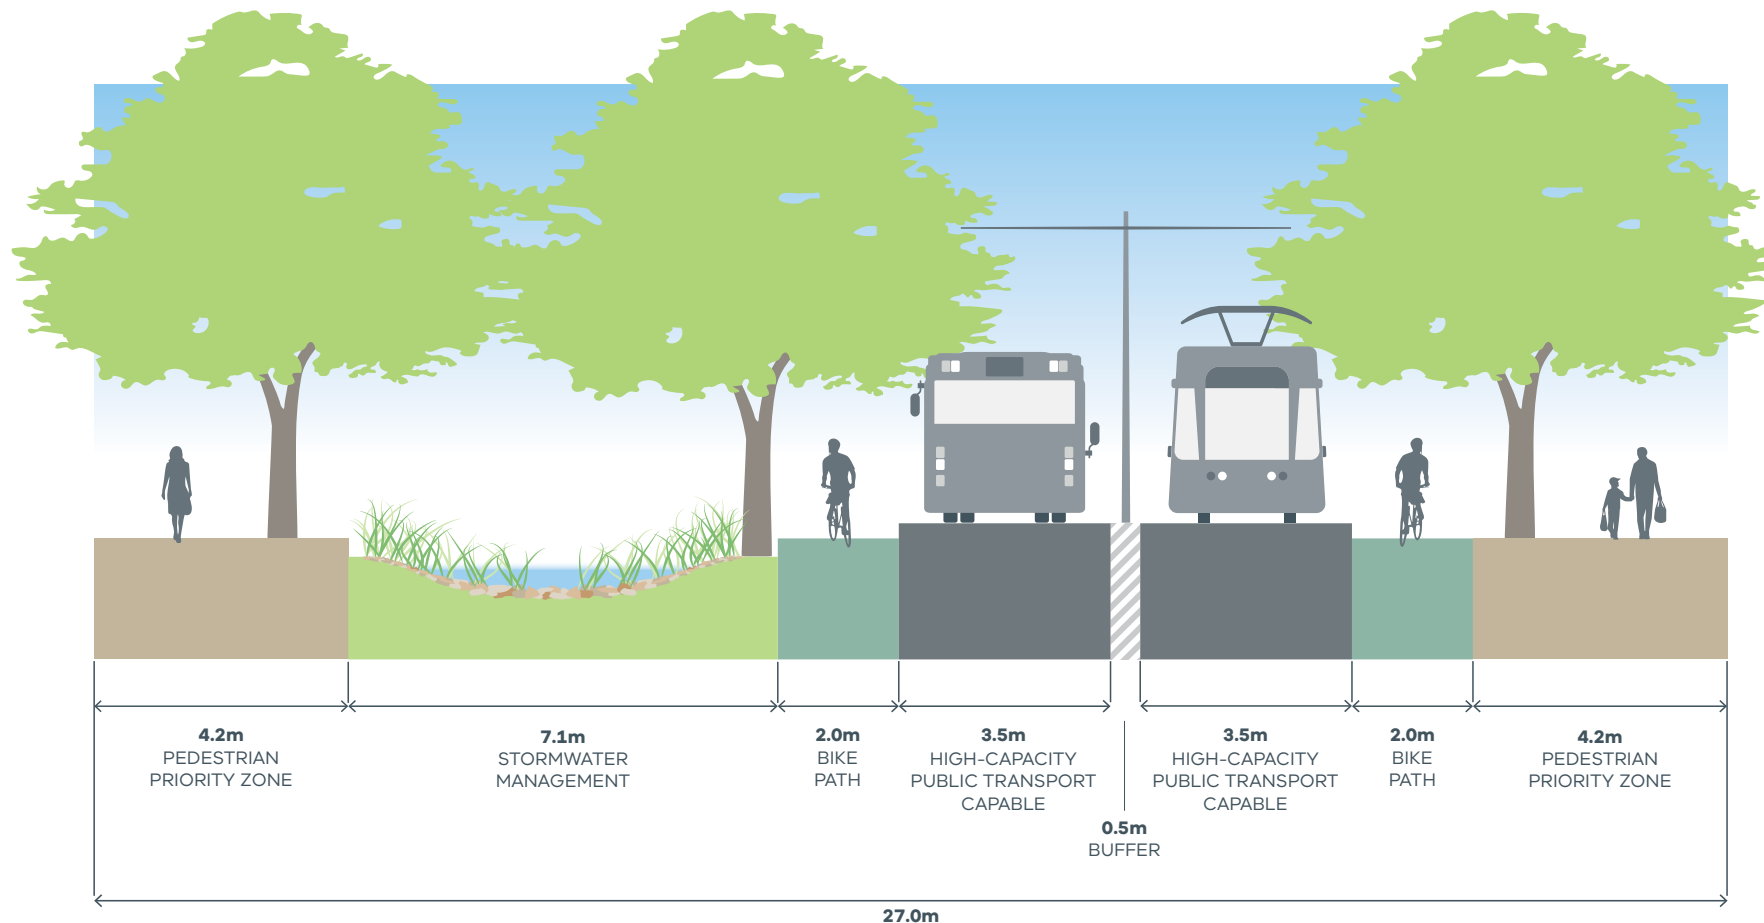 4.2m
PEDESTRIAN
PRIORITY ZONE
7.1m
STORMWATER
MANAGEMENT
2.0m
BIKE
PATH
3.5m
HIGH-CAPACITY
PUBLIC TRANSPORT
CAPABLE
0.5m
BUFFER
3.5m
HIGH-CAPACITY
PUBLIC TRANSPORT
CAPABLE
2.0m
BIKE
PATH
4.2m
PEDESTRIAN
PRIORITY ZONE
27.0m